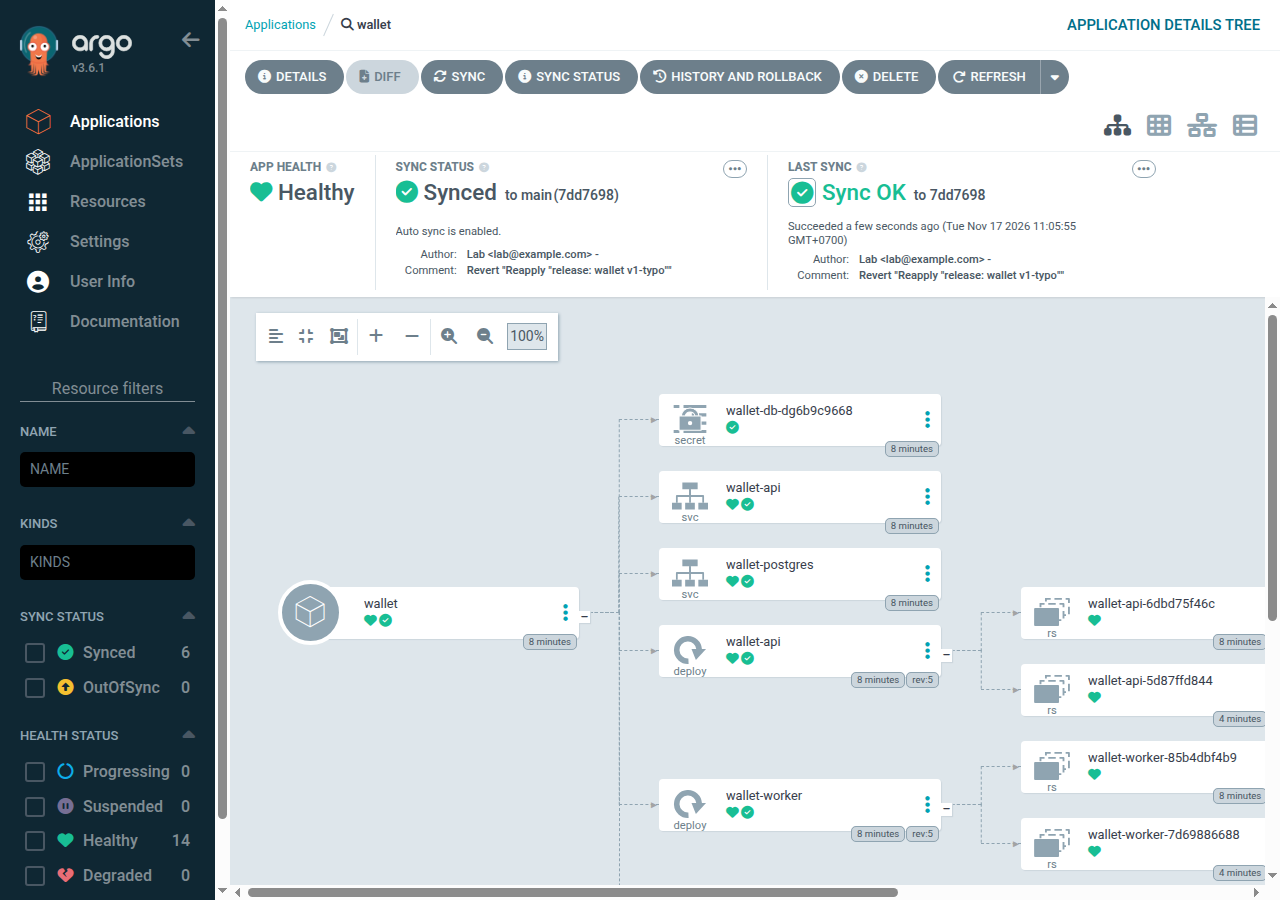 argo
v3.6.1
Applications
ApplicationSets
Resources
Settings
User Info
Documentation
Resource filters
NAME
NAME
KINDS
KINDS
SYNC STATUS
Synced 6
OutOfSync 0
HEALTH STATUS
Progressing 0
Suspended 0
Healthy 14
Degraded 0
Applications / wallet
APPLICATION DETAILS TREE
DETAILS
DIFF
SYNC
SYNC STATUS
HISTORY AND ROLLBACK
DELETE
REFRESH
APP HEALTH
Healthy
SYNC STATUS
Synced to main (7dd7698)
Auto sync is enabled.
Author: Lab <lab@example.com> -
Comment: Revert "Reapply "release: wallet v1-typo""
LAST SYNC
Sync OK to 7dd7698
Succeeded a few seconds ago (Tue Nov 17 2026 11:05:55
GMT+0700)
Author: Lab <lab@example.com> -
Comment: Revert "Reapply "release: wallet v1-typo""
100%
wallet
8 minutes
wallet-db-dg6b9c9668
secret
8 minutes
wallet-api
svc
8 minutes
wallet-postgres
svc
8 minutes
wallet-api
deploy
8 minutes rev:5
wallet-worker
deploy
8 minutes rev:5
wallet-api-6dbd75f46c
rs
8 minutes
wallet-api-5d87ffd844
rs
4 minutes
wallet-worker-85b4dbf4b9
rs
8 minutes
wallet-worker-7d69886688
rs
4 minutes